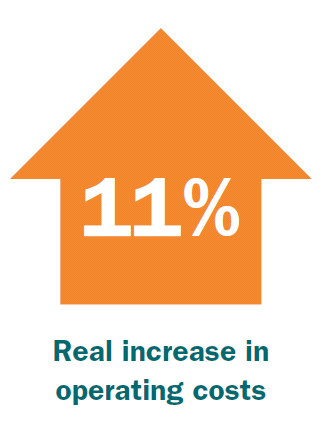 11%
Real increase in
operating costs